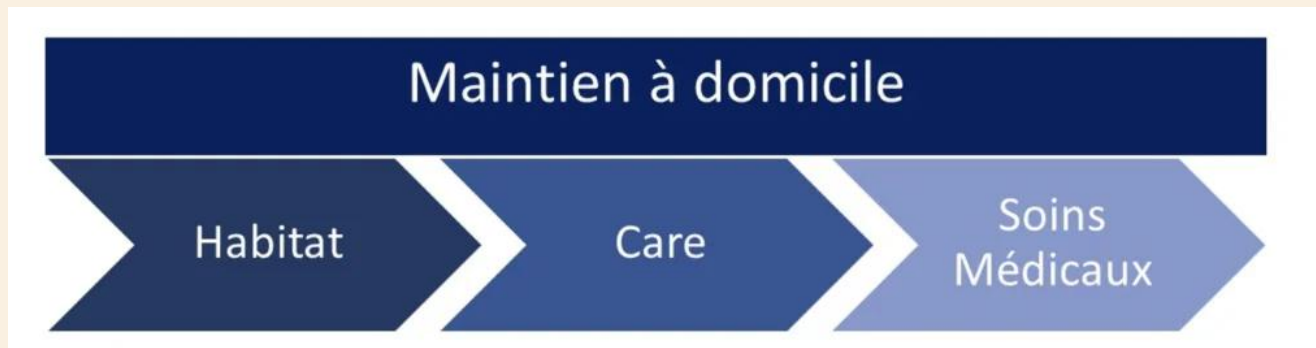 Maintien à domicile
Habitat
Care
Soins
Médicaux